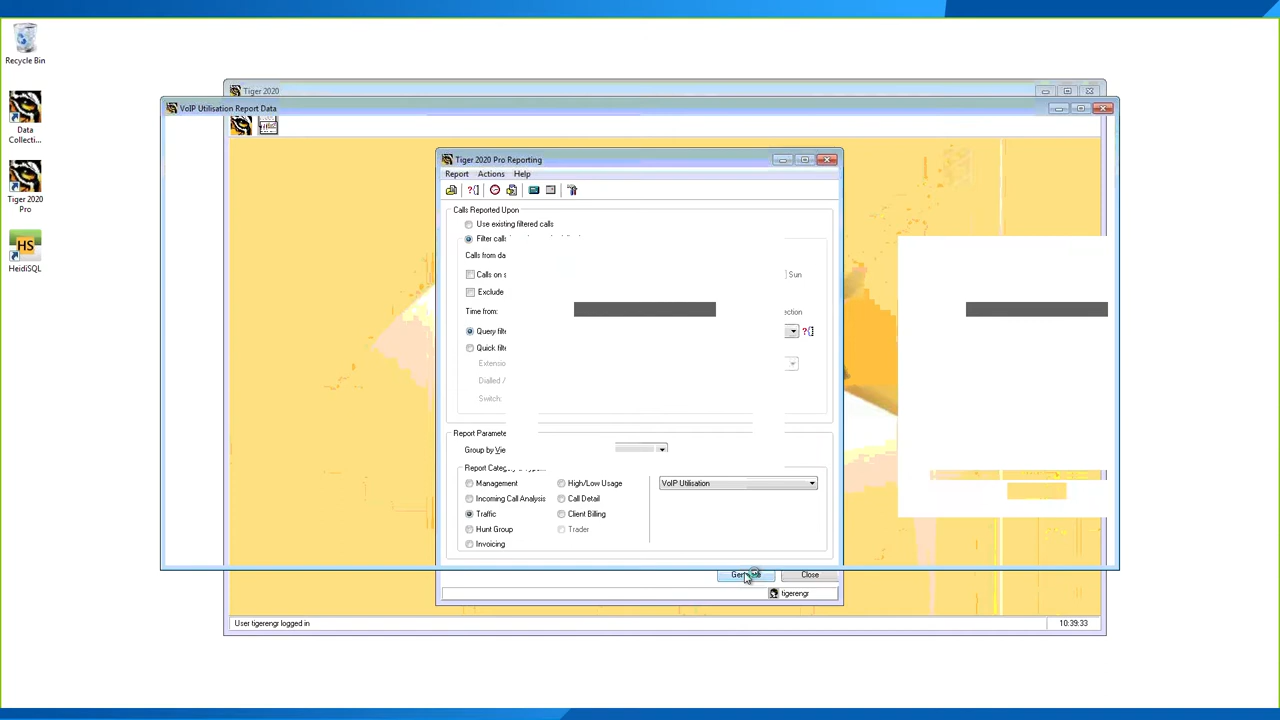 Recycle Bin
Data
Collecti...
Tiger 2020
Pro
HS
HeidiSQL
Tiger 2020
VoIP Utilisation Report Data
Tiger 2020 Pro Reporting
Report Actions Help
Calls Reported Upon
Use existing filtered calls
Filter calls
Calls from da
Calls on s
Sun
Exclude
Time from:
ection
Query filte
Quick filte
Extensio
Dialled /
Switch:
Report Parame
Group by Vie
Report Categ
Management
High/Low Usage
VoIP Utilisation
Incoming Call Analysis
Call Detail
Traffic
Client Billing
Hunt Group
Trader
Invoicing
Close
tigerengr
User tigerengr logged in
10:39:33